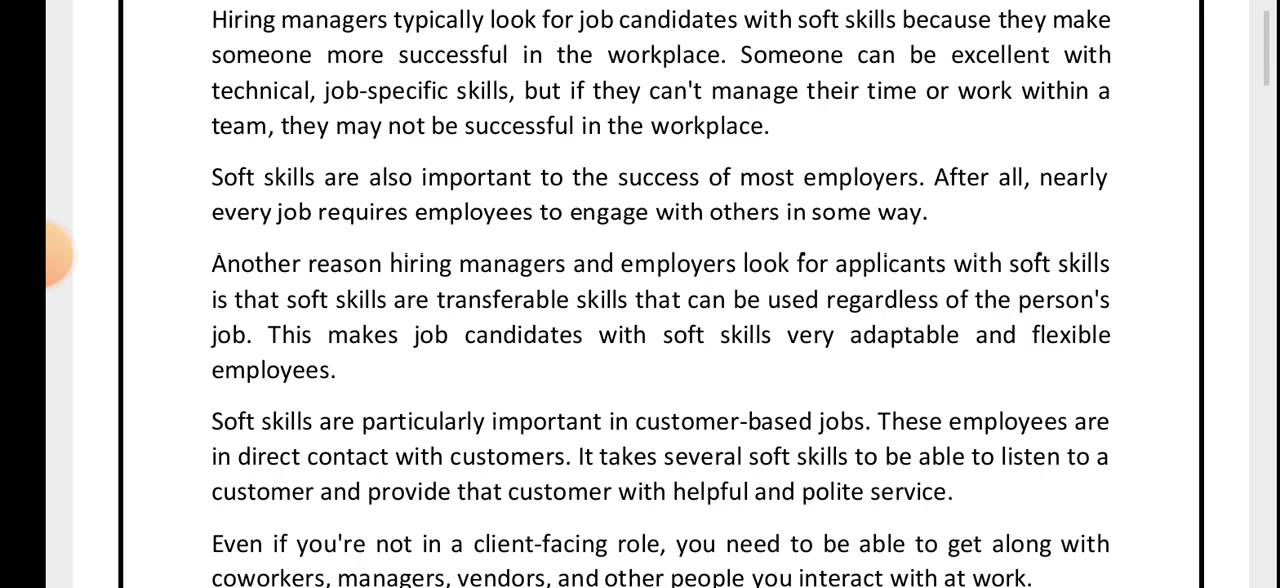 Hiring managers typically look for job candidates with soft skills because they make
someone more successful in the workplace. Someone can be excellent with
technical, job-specific skills, but if they can't manage their time or work within a
team, they may not be successful in the workplace.
Soft skills are also important to the success of most employers. After all, nearly
every job requires employees to engage with others in some way.
Another reason hiring managers and employers look for applicants with soft skills
is that soft skills are transferable skills that can be used regardless of the person's
job. This makes job candidates with soft skills very adaptable and flexible
employees.
Soft skills are particularly important in customer-based jobs. These employees are
in direct contact with customers. It takes several soft skills to be able to listen to a
customer and provide that customer with helpful and polite service.
Even if you're not in a client-facing role, you need to be able to get along with
coworkers, managers, vendors, and other people you interact with at work.